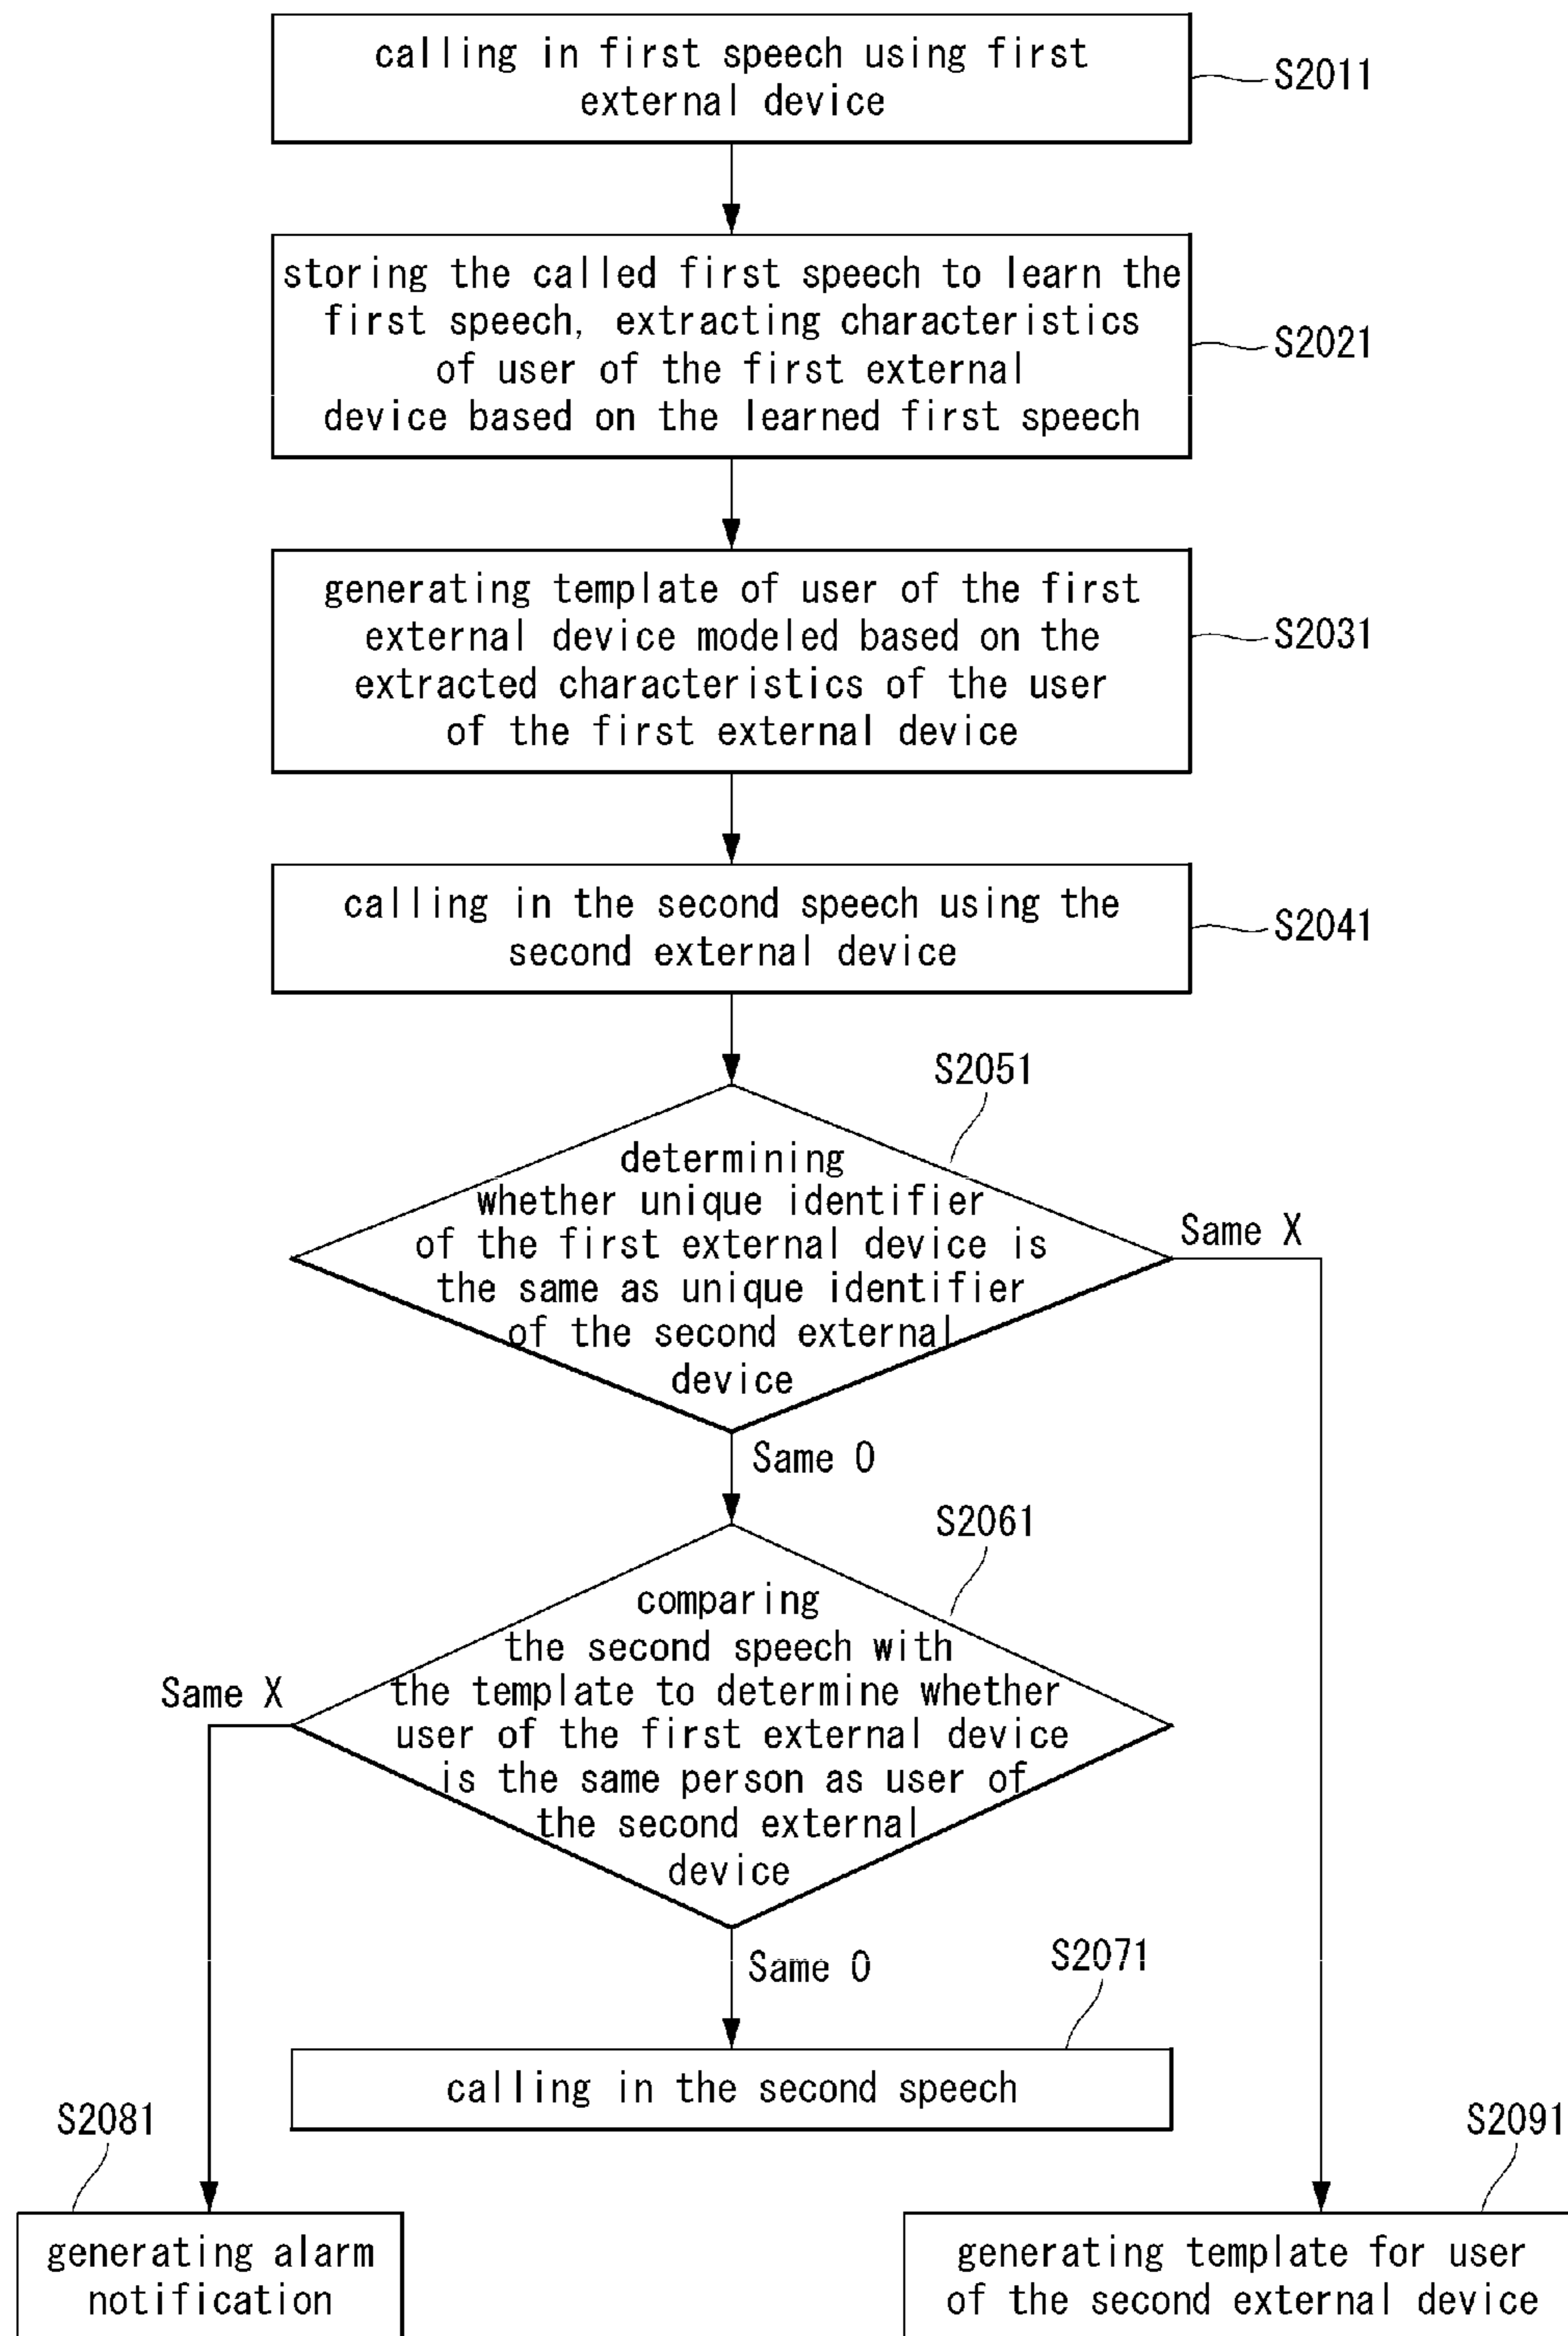 calling in first speech using first
external device
S2011
storing the called first speech to learn the
first speech, extracting characteristics
of user of the first external
device based on the learned first speech
S2021
generating template of user of the first
external device modeled based on the
extracted characteristics of the user
of the first external device
S2031
calling in the second speech using the
second external device
S2041
S2051
determining
whether unique identifier
of the first external device is
the same as unique identifier
of the second external
device
Same X
Same O
S2061
comparing
the second speech with
the template to determine whether
user of the first external device
is the same person as user of
the second external
device
Same X
Same O
S2071
calling in the second speech
S2081
generating alarm
notification
S2091
generating template for user
of the second external device